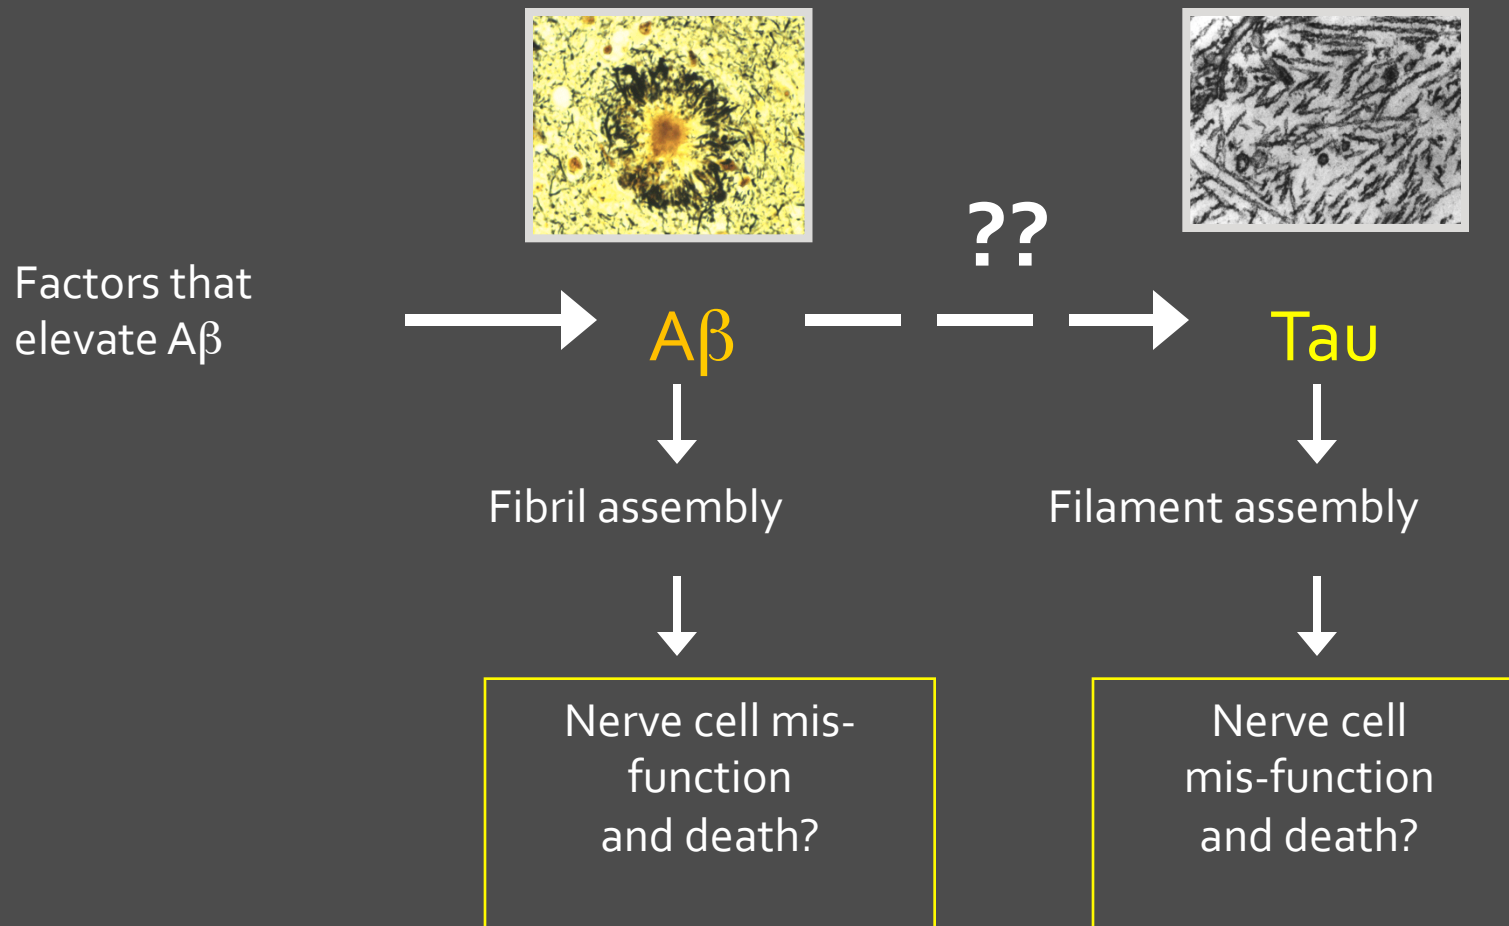 ??
Factors that
elevate Aβ
Aβ
Tau
Fibril assembly
Filament assembly
Nerve cell mis-
function
and death?
Nerve cell
mis-function
and death?